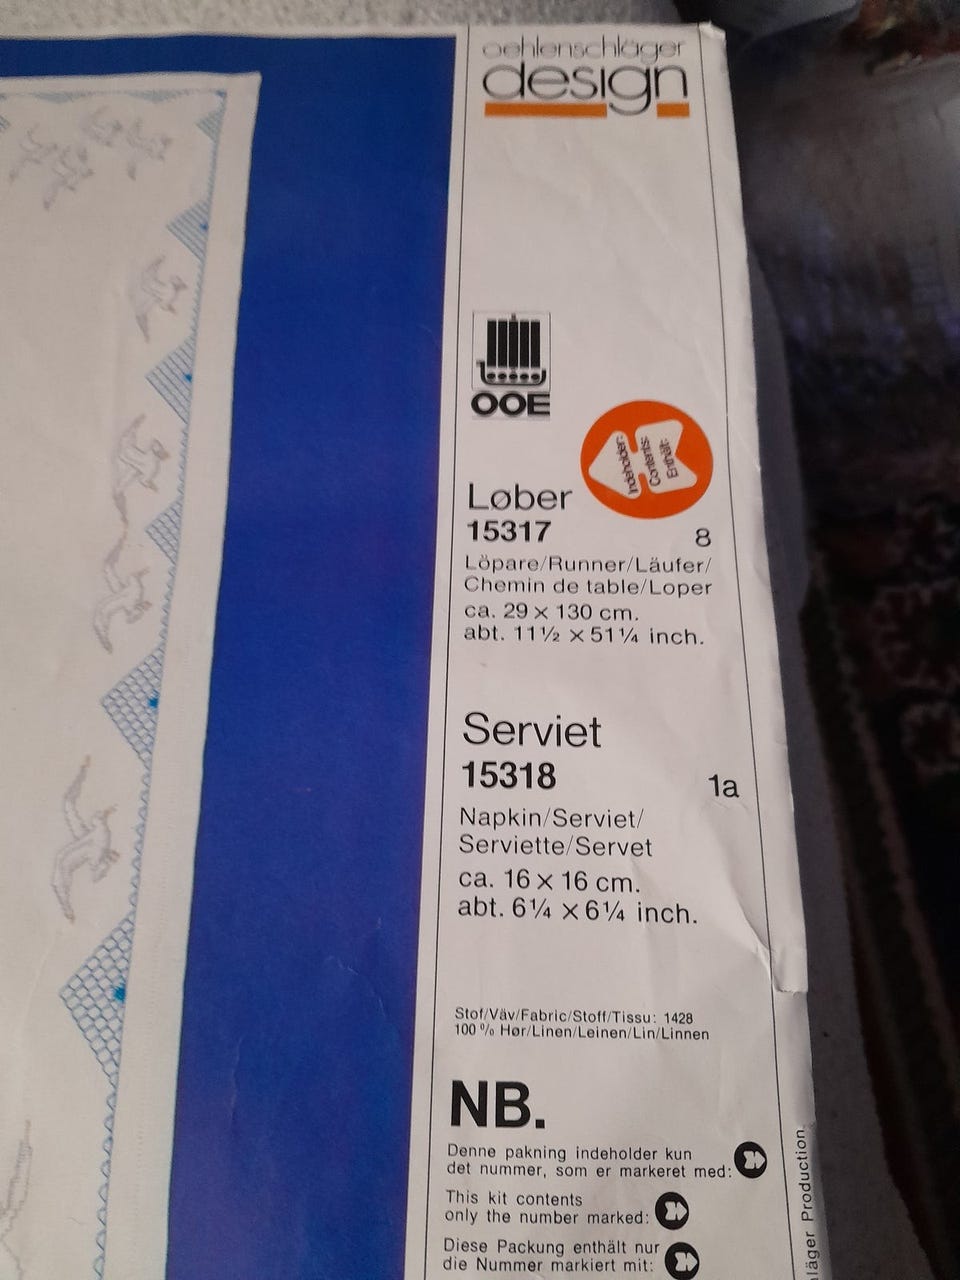 oehlenschläger
design
OOE
Indeholder:
Contents:
Enthält:
Løber
15317 8
Löpare/Runner/Läufer/
Chemin de table/Loper
ca. 29 x 130 cm.
abt. 11½ x 51¼ inch.
Serviet
15318 1a
Napkin/Serviet/
Serviette/Servet
ca. 16 x 16 cm.
abt. 6¼ x 6¼ inch.
Stof/Väv/Fabric/Stoff/Tissu: 1428
100 % Hør/Linen/Leinen/Lin/Linnen
NB.
Denne pakning indeholder kun
det nummer, som er markeret med:
This kit contents
only the number marked:
Diese Packung enthält nur
die Nummer markiert mit:
läger Production.